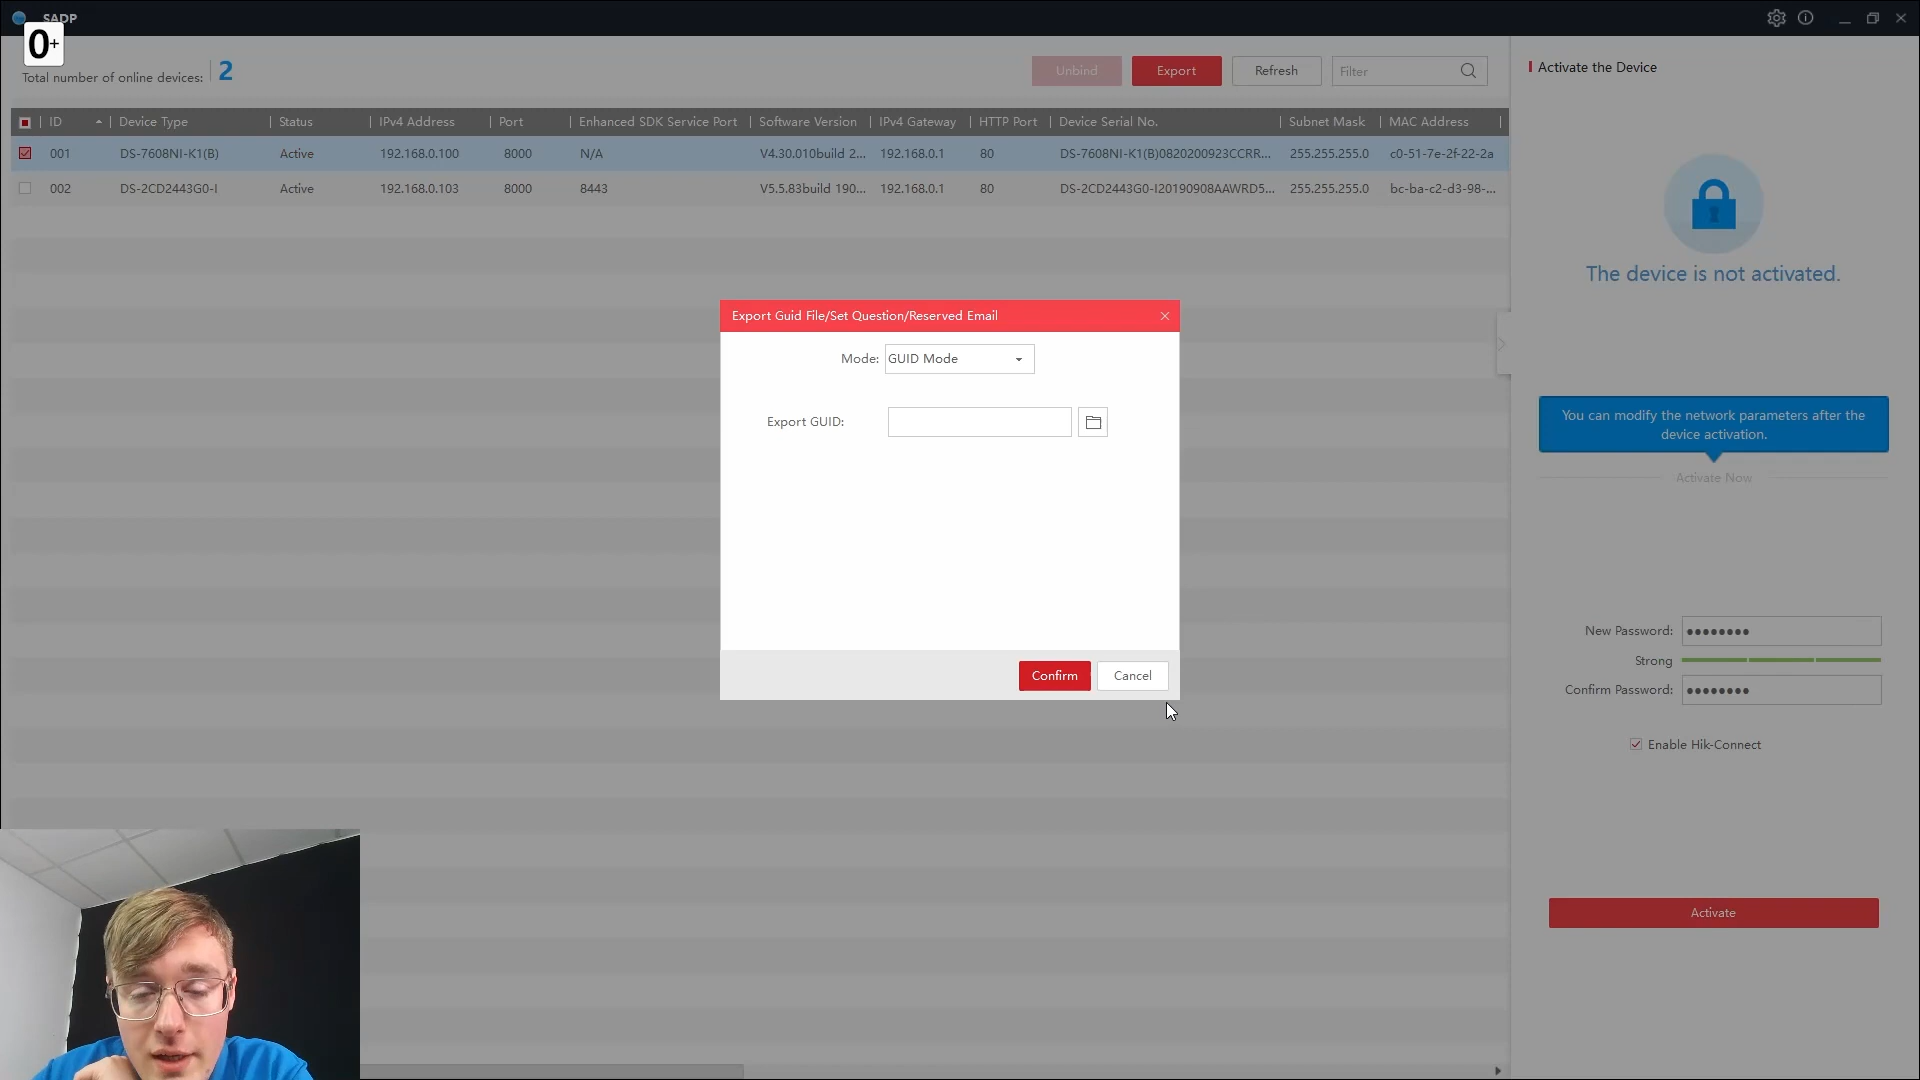 SADP
0+
Total number of online devices: 2
Unbind
Export
Refresh
Filter
ID
Device Type
Status
IPv4 Address
Port
Enhanced SDK Service Port
Software Version
IPv4 Gateway
HTTP Port
Device Serial No.
Subnet Mask
MAC Address
001 DS-7608NI-K1(B) Active 192.168.0.100 8000 N/A V4.30.010build 2... 192.168.0.1 80 DS-7608NI-K1(B)0820200923CCRR... 255.255.255.0 c0-51-7e-2f-22-2a
002 DS-2CD2443G0-I Active 192.168.0.103 8000 8443 V5.5.83build 190... 192.168.0.1 80 DS-2CD2443G0-I20190908AAWRD5... 255.255.255.0 bc-ba-c2-d3-98-...
Export Guid File/Set Question/Reserved Email
Mode: GUID Mode
Export GUID:
Confirm
Cancel
Activate the Device
The device is not activated.
You can modify the network parameters after the
device activation.
Activate Now
New Password: ●●●●●●●●
Strong
Confirm Password: ●●●●●●●●
Enable Hik-Connect
Activate